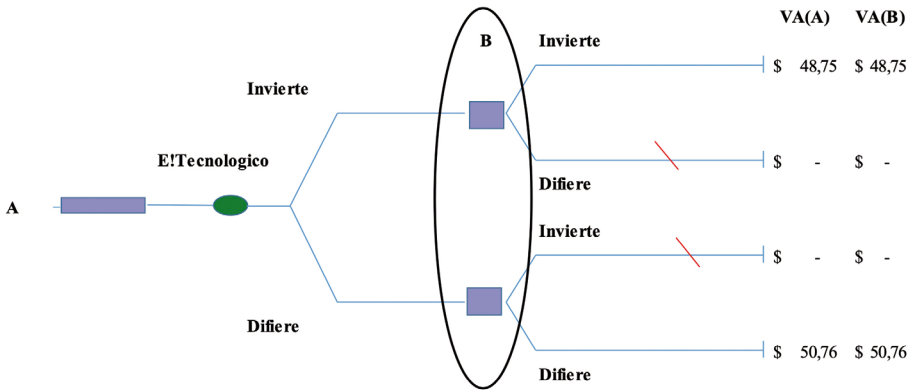 VA(A) VA(B)
B
Invierte
$ 48,75 $ 48,75
Invierte
E!Tecnologico
$ - $ -
Difiere
A
Invierte
$ - $ -
Difiere
$ 50,76 $ 50,76
Difiere